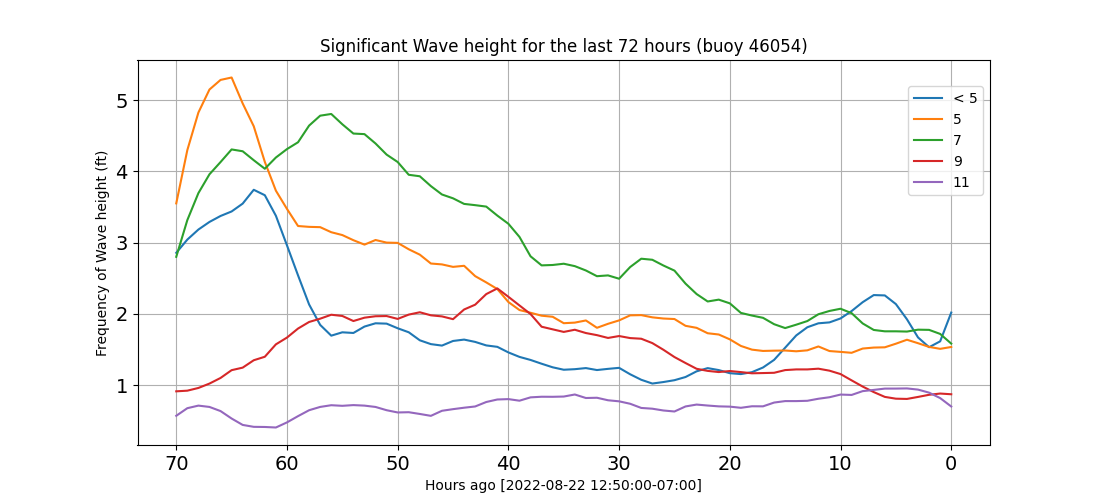 Significant Wave height for the last 72 hours (buoy 46054)
Frequency of Wave height (ft)
5
4
3
2
1
< 5
5
7
9
11
70 60 50 40 30 20 10 0
Hours ago [2022-08-22 12:50:00-07:00]